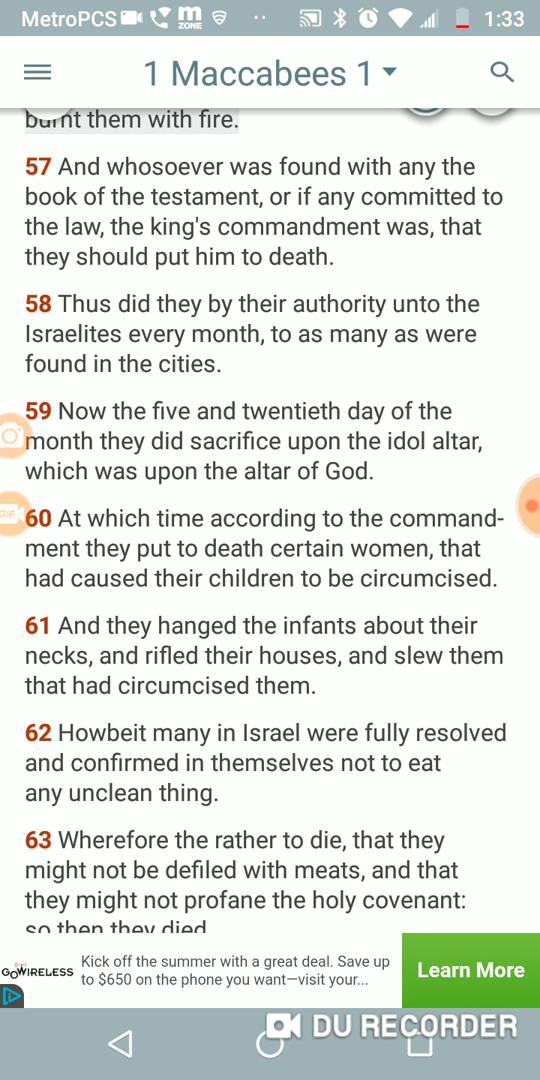 MetroPCS m ZONE 1:33
1 Maccabees 1
burnt them with fire.
57 And whosoever was found with any the
book of the testament, or if any committed to
the law, the king's commandment was, that
they should put him to death.
58 Thus did they by their authority unto the
Israelites every month, to as many as were
found in the cities.
59 Now the five and twentieth day of the
month they did sacrifice upon the idol altar,
which was upon the altar of God.
GIF
60 At which time according to the command-
ment they put to death certain women, that
had caused their children to be circumcised.
61 And they hanged the infants about their
necks, and rifled their houses, and slew them
that had circumcised them.
62 Howbeit many in Israel were fully resolved
and confirmed in themselves not to eat
any unclean thing.
63 Wherefore the rather to die, that they
might not be defiled with meats, and that
they might not profane the holy covenant:
so then they died.
GOWIRELESS
Kick off the summer with a great deal. Save up
to $650 on the phone you want—visit your...
Learn More
DU RECORDER